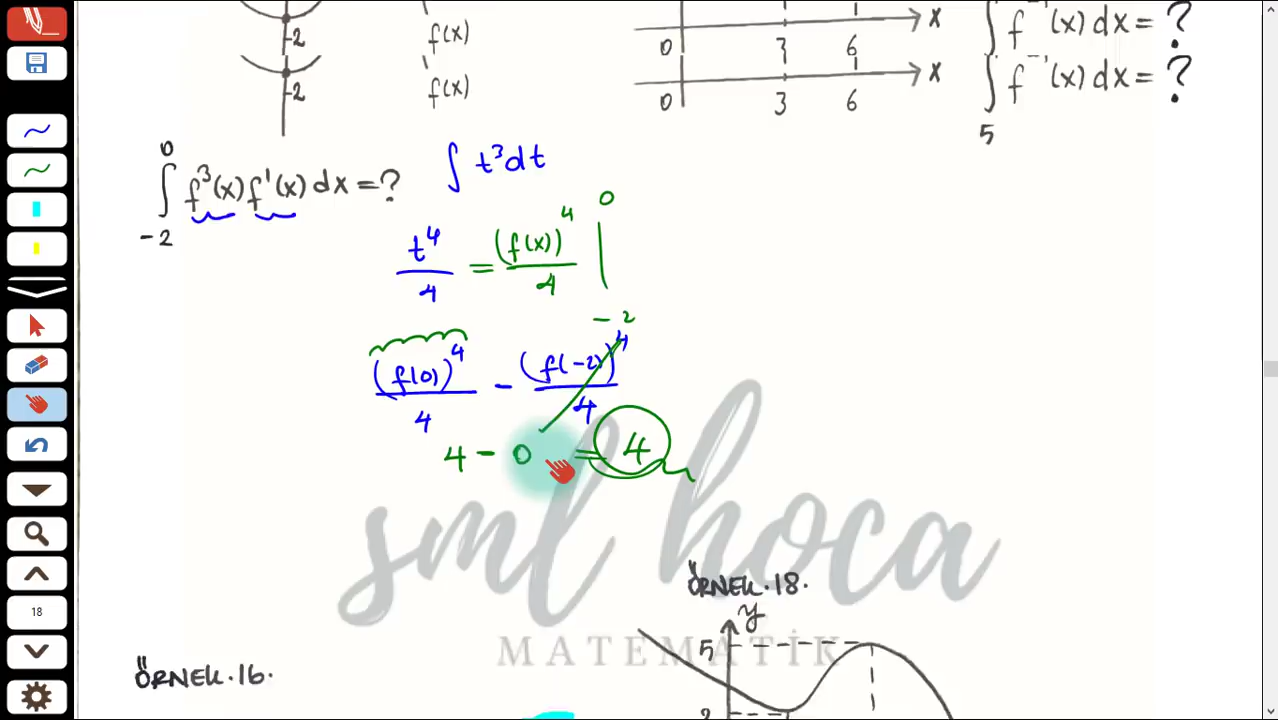 -2
f(x)
0 3 6 x
∫ f⁻¹(x) dx = ?
-2
f(x)
0 3 6 x
∫ f⁻¹(x) dx = ?
5
0
∫ f³(x) f'(x) dx = ?
-2
∫ t³ dt
t⁴/4 = (f(x))⁴/4 | 0
-2
(f(0))⁴/4 - (f(-2))⁴/4
4 - 0 = 4
sml hoca
MATEMATİK
ÖRNEK.18.
y
5
2
ÖRNEK.16.
18